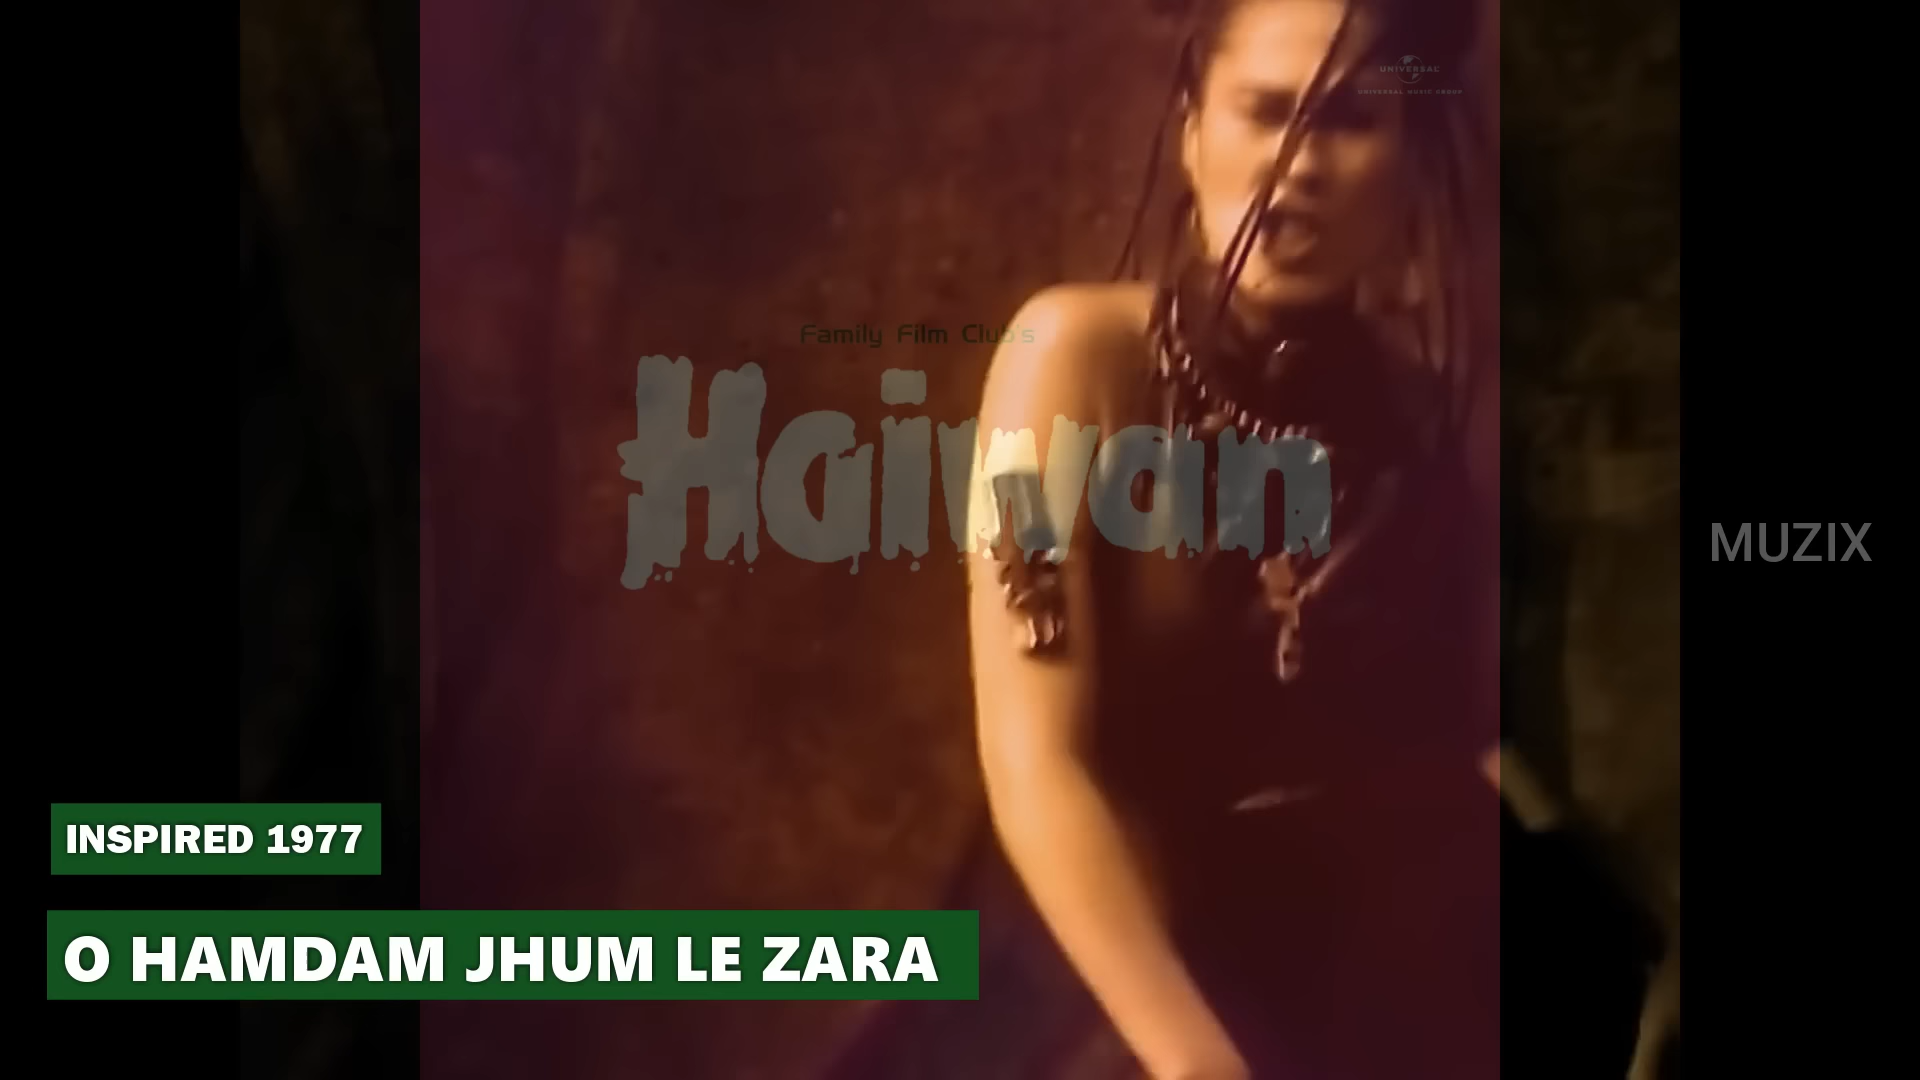 UNIVERSAL
UNIVERSAL MUSIC GROUP
Family Film Club's
Haiwan
MUZIX
INSPIRED 1977
O HAMDAM JHUM LE ZARA